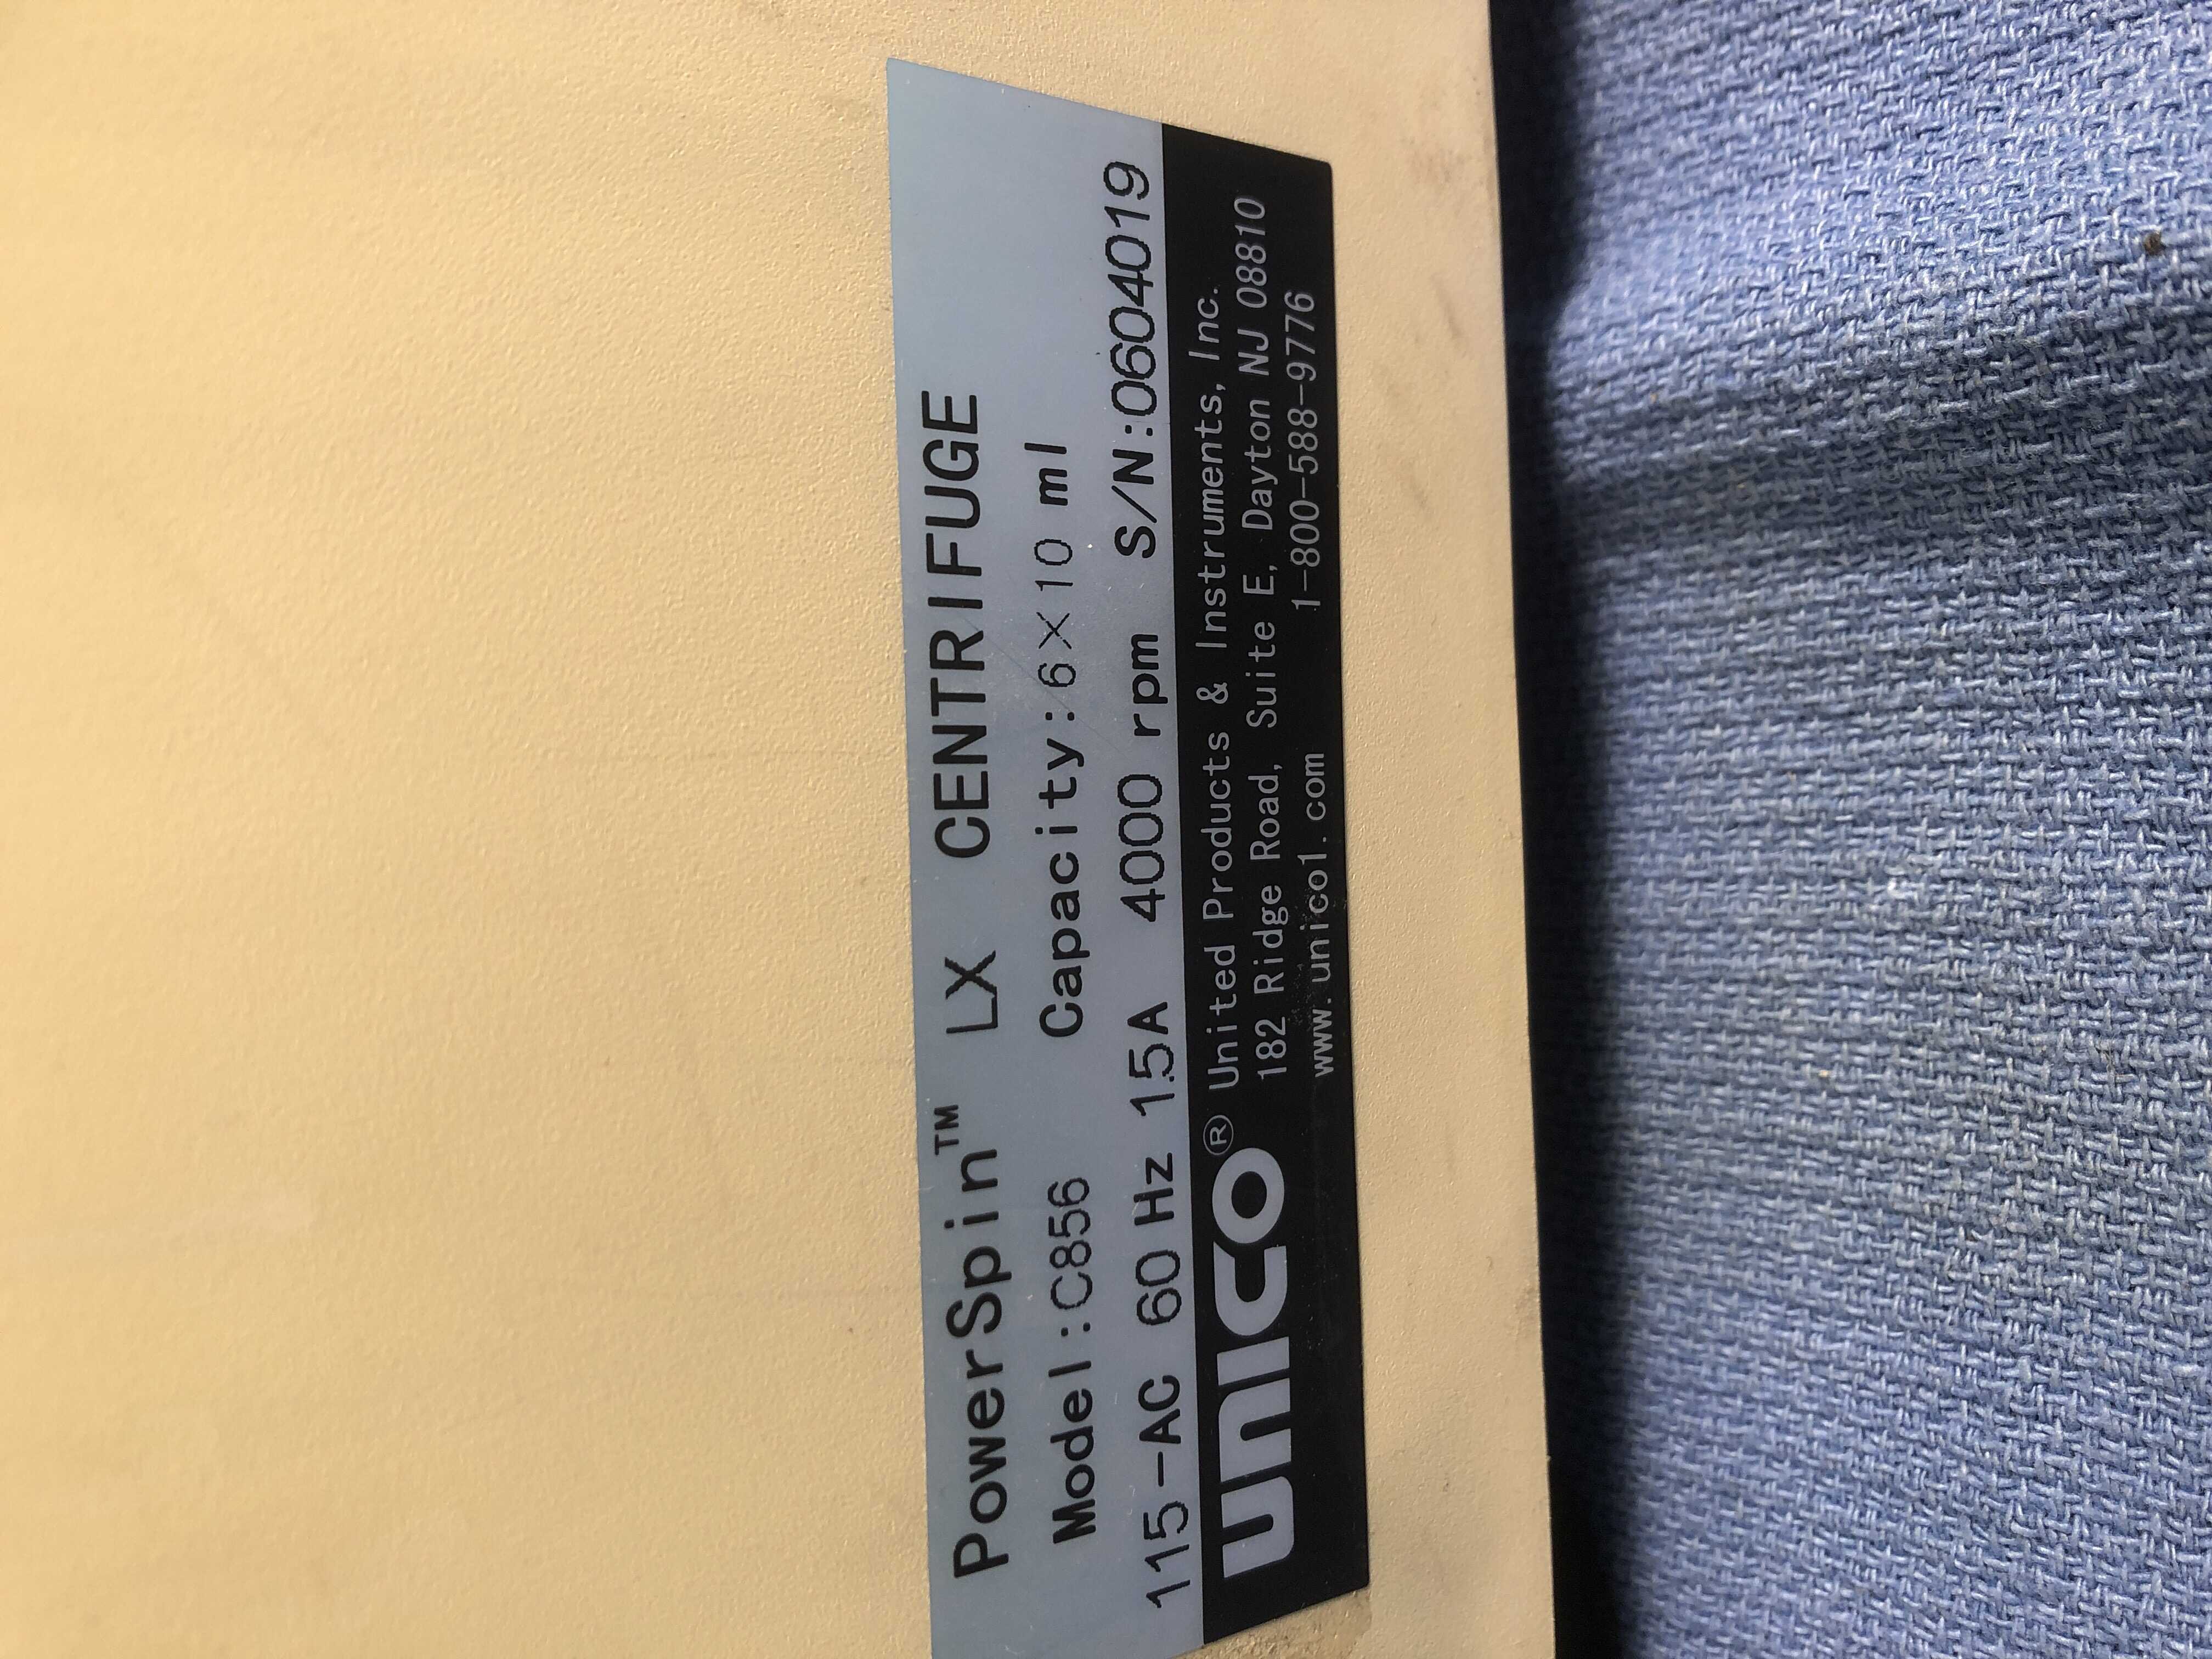 PowerSpin™ LX CENTRIFUGE
Model:C856 Capacity:6×10 ml
115-AC 60 Hz 1.5A 4000 rpm S/N:0604019
UNICO® United Products & Instruments, Inc.
182 Ridge Road, Suite E, Dayton NJ 08810
www.unico1.com 1-800-588-9776